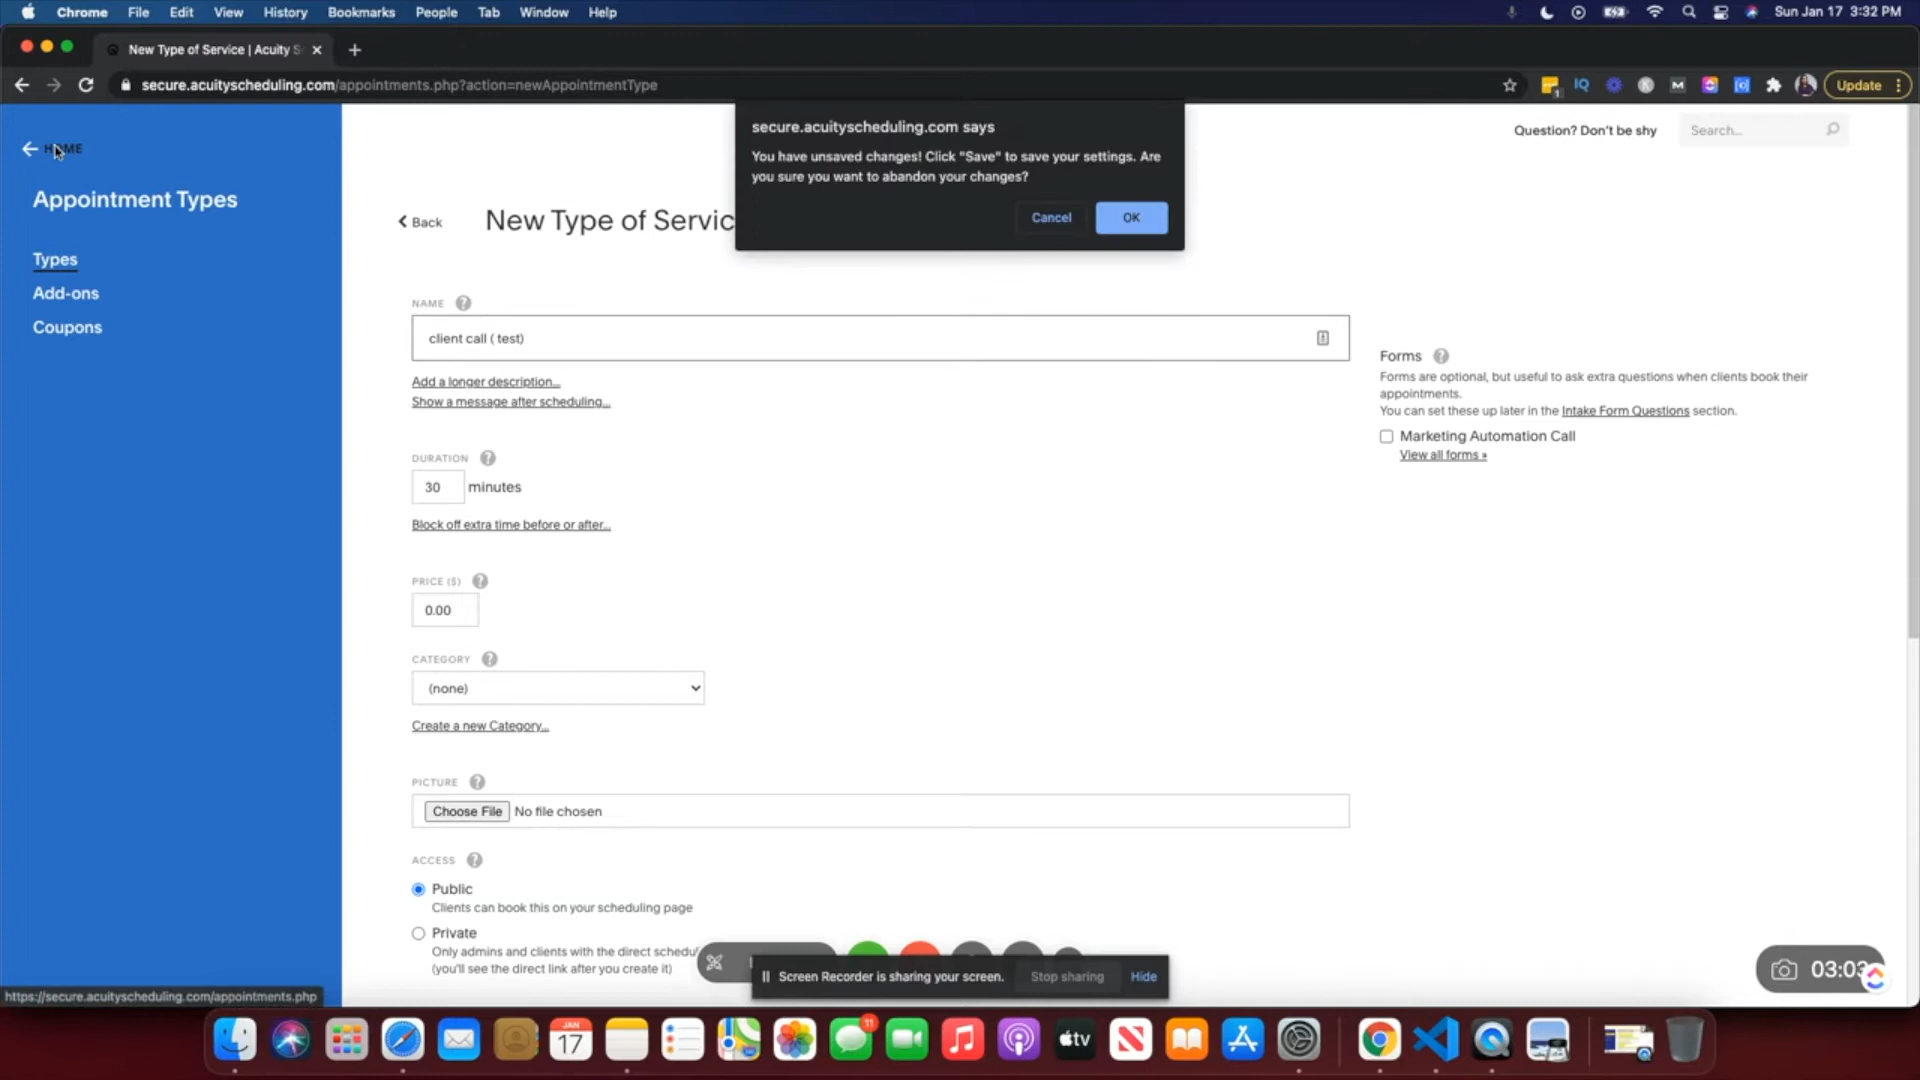 Chrome File Edit View History Bookmarks People Tab Window Help
Sun Jan 17 3:32 PM
New Type of Service | Acuity S
secure.acuityscheduling.com/appointments.php?action=newAppointmentType
1
Update
secure.acuityscheduling.com says
You have unsaved changes! Click "Save" to save your settings. Are
you sure you want to abandon your changes?
Cancel
OK
Question? Don't be shy
Search...
HOME
Appointment Types
Types
Add-ons
Coupons
Back
New Type of Servic
NAME ?
client call ( test)
Add a longer description...
Show a message after scheduling...
DURATION ?
30 minutes
Block off extra time before or after...
PRICE ($) ?
0.00
CATEGORY ?
(none)
Create a new Category...
PICTURE ?
Choose File No file chosen
ACCESS ?
Public
Clients can book this on your scheduling page
Private
Only admins and clients with the direct schedul
(you'll see the direct link after you create it)
Forms ?
Forms are optional, but useful to ask extra questions when clients book their
appointments.
You can set these up later in the Intake Form Questions section.
Marketing Automation Call
View all forms »
Screen Recorder is sharing your screen.
Stop sharing
Hide
03:03
https://secure.acuityscheduling.com/appointments.php
JAN
17
11
tv